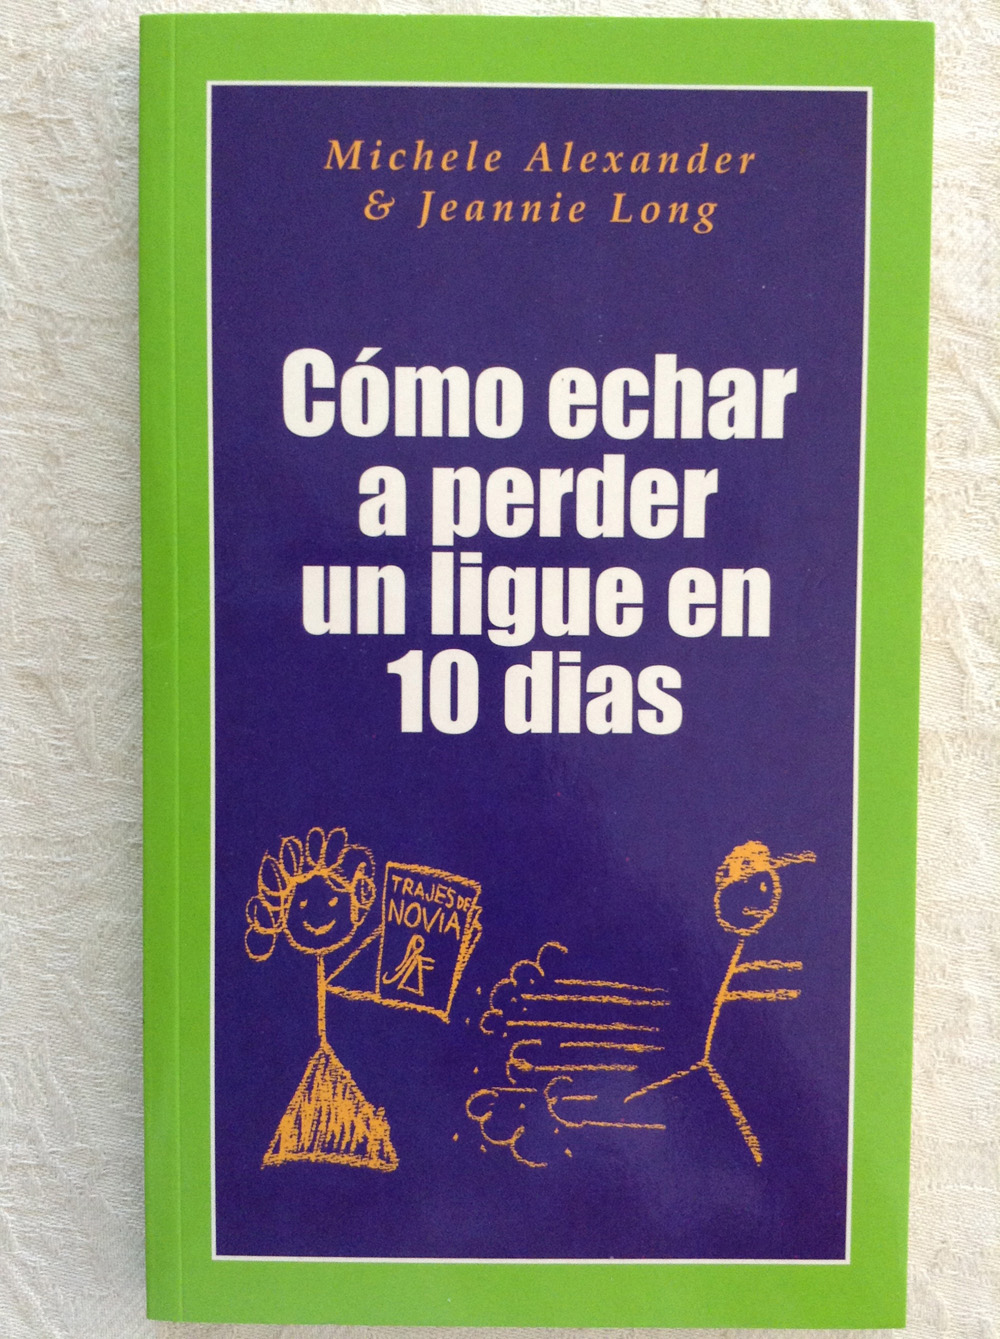 Michele Alexander
& Jeannie Long
Cómo echar
a perder
un ligue en
10 dias
TRAJES DE
NOVIA